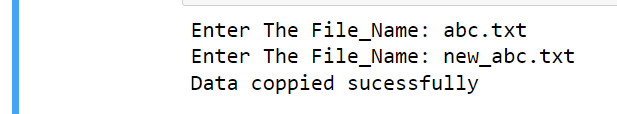 Enter The File_Name: abc.txt
Enter The File_Name: new_abc.txt
Data coppied sucessfully